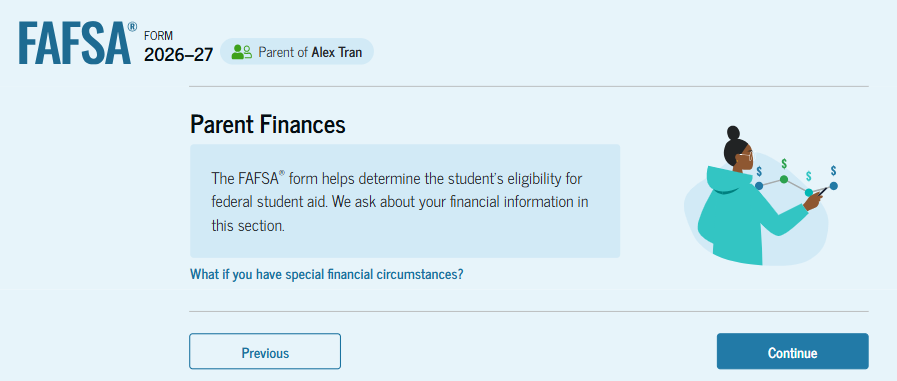 FAFSA®
FORM
2026–27
Parent of Alex Tran
Parent Finances
The FAFSA® form helps determine the student's eligibility for
federal student aid. We ask about your financial information in
this section.
What if you have special financial circumstances?
$ $ $ $
Previous
Continue